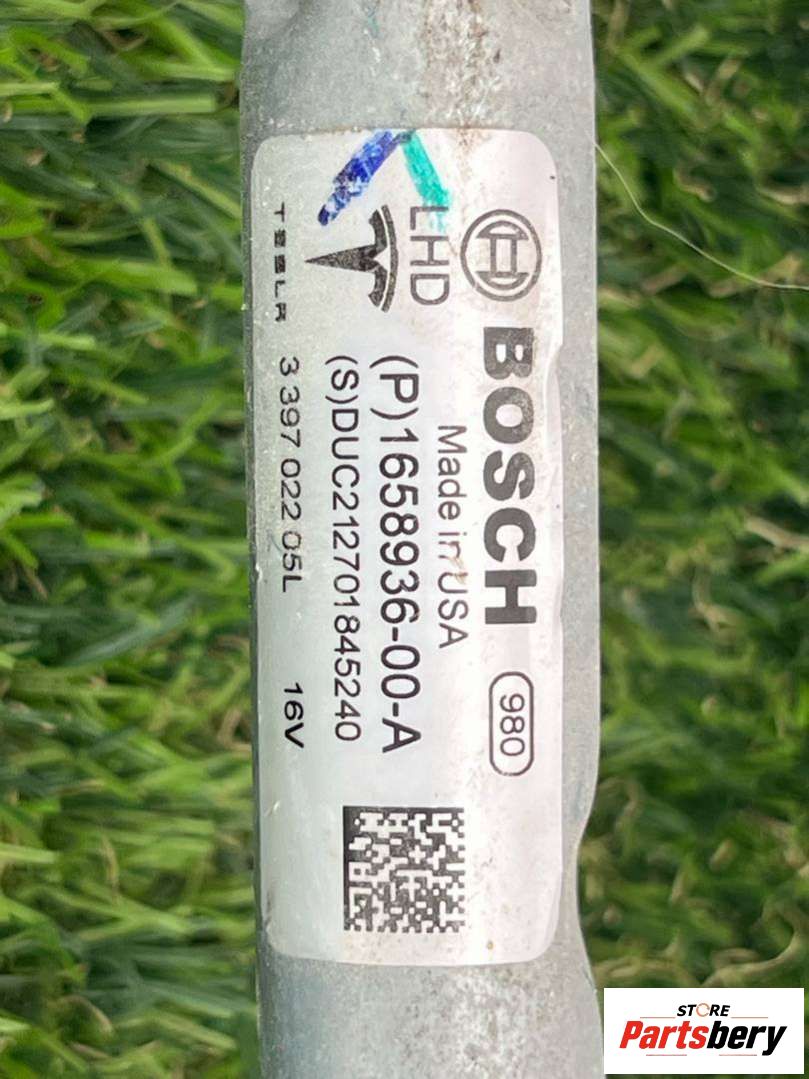 BOSCH 980
Made in USA
LHD
(P)1658936-00-A
(S)DUC212701845240
TESLA 3 397 022 05L 16V
STORE
Partsbery